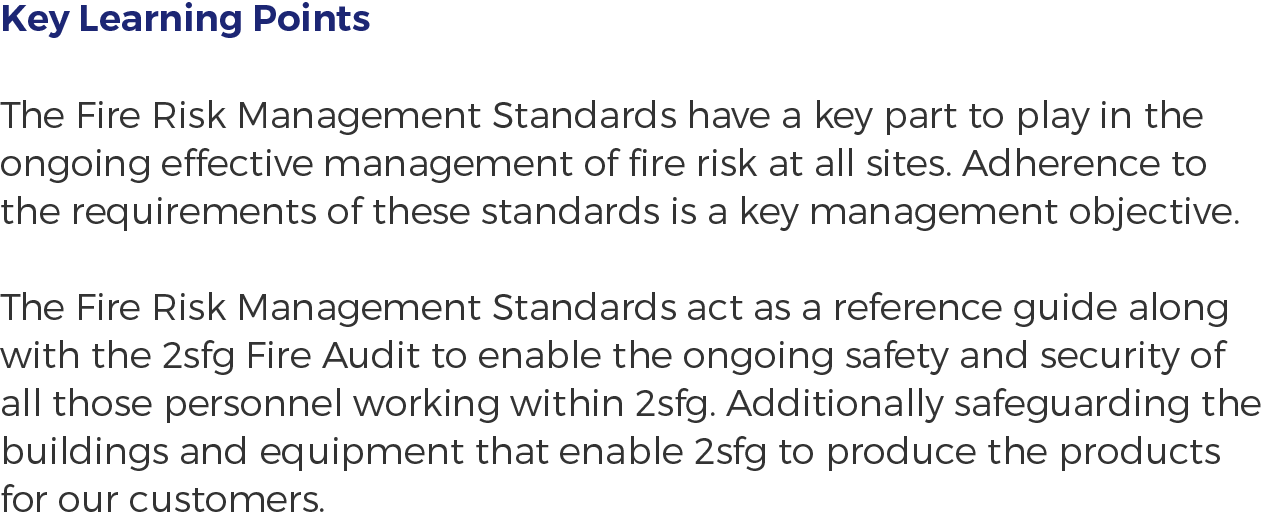 Key Learning Points
The Fire Risk Management Standards have a key part to play in the
ongoing effective management of fire risk at all sites. Adherence to
the requirements of these standards is a key management objective.
The Fire Risk Management Standards act as a reference guide along
with the 2sfg Fire Audit to enable the ongoing safety and security of
all those personnel working within 2sfg. Additionally safeguarding the
buildings and equipment that enable 2sfg to produce the products
for our customers.